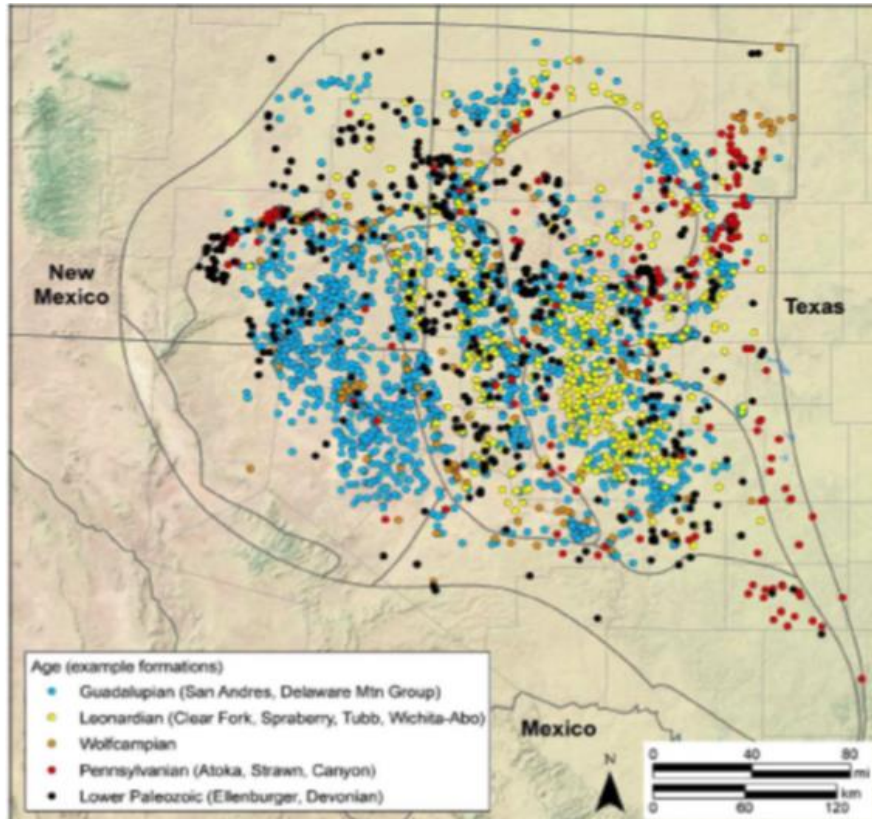 New
Mexico
Texas
Age (example formations)
Guadalupian (San Andres, Delaware Mtn Group)
Leonardian (Clear Fork, Spraberry, Tubb, Wichita-Abo)
Wolfcampian
Pennsylvanian (Atoka, Strawn, Canyon)
Lower Paleozoic (Ellenburger, Devonian)
Mexico
N
0 40 80
mi
km
0 60 120